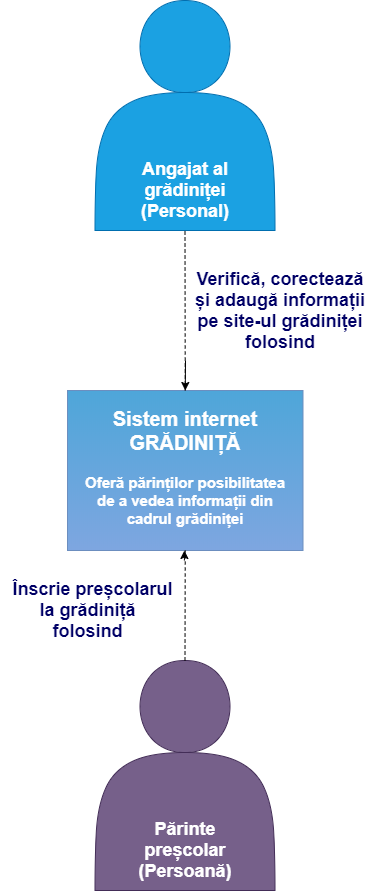 Angajat al
grădiniței
(Personal)
Verifică, corectează
și adaugă informații
pe site-ul grădiniței
folosind
Sistem internet
GRĂDINIȚĂ
Oferă părinților posibilitatea
de a vedea informații din
cadrul grădiniței
Înscrie preșcolarul
la grădiniță
folosind
Părinte
preșcolar
(Persoană)